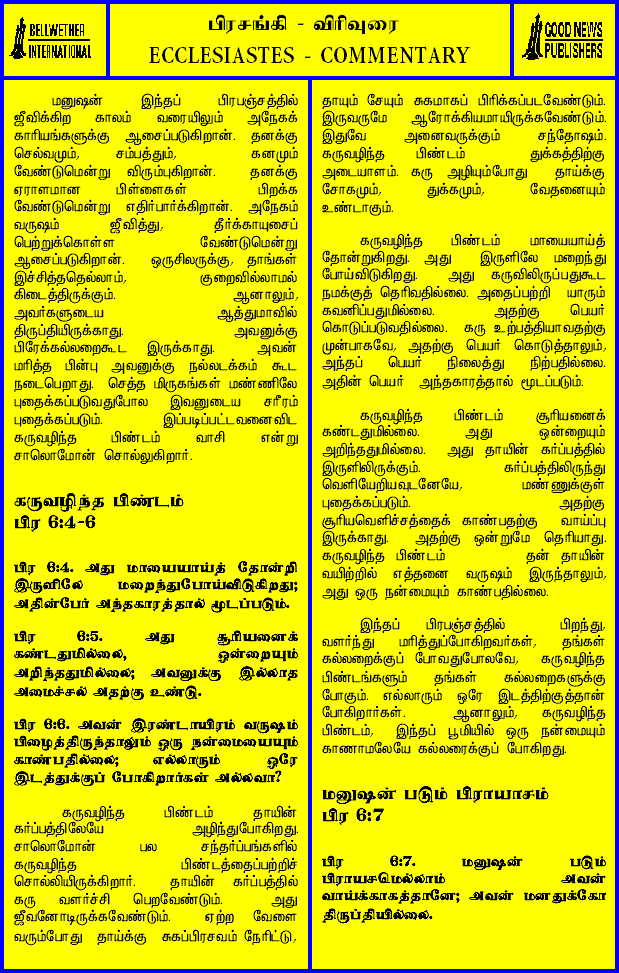 BELLWETHER
INTERNATIONAL
பிரசங்கி - விரிவுரை
ECCLESIASTES - COMMENTARY
GOOD NEWS
PUBLISHERS
மனுஷன் இந்தப் பிரபஞ்சத்தில்
ஜீவிக்கிற காலம் வரையிலும் அநேகக்
காரியங்களுக்கு ஆசைப்படுகிறான். தனக்கு
செல்வமும், சம்பத்தும், கனமும்
வேண்டுமென்று விரும்புகிறான். தனக்கு
ஏராளமான பிள்ளைகள் பிறக்க
வேண்டுமென்று எதிர்பார்க்கிறான். அநேகம்
வருஷம் ஜீவித்து, தீர்க்காயுசைப்
பெற்றுக்கொள்ள வேண்டுமென்று
ஆசைப்படுகிறான். ஒருசிலருக்கு, தாங்கள்
இச்சித்ததெல்லாம், குறைவில்லாமல்
கிடைத்திருக்கும். ஆனாலும்,
அவர்களுடைய ஆத்துமாவில்
திருப்தியிருக்காது. அவனுக்கு
பிரேக்கல்லறைகூட இருக்காது. அவன்
மரித்த பின்பு அவனுக்கு நல்லடக்கம் கூட
நடைபெறாது. செத்த மிருகங்கள் மண்ணிலே
புதைக்கப்படுவதுபோல இவனுடைய சரீரம்
புதைக்கப்படும். இப்படிப்பட்டவனைவிட
கருவழிந்த பிண்டம் வாசி என்று
சாலொமோன் சொல்லுகிறார்.
கருவழிந்த பிண்டம்
பிர 6:4-6
பிர 6:4. அது மாயையாய்த் தோன்றி
இருளிலே மறைந்துபோய்விடுகிறது;
அதின்பேர் அந்தகாரத்தால் மூடப்படும்.
பிர 6:5. அது சூரியனைக்
கண்டதுமில்லை, ஒன்றையும்
அறிந்ததுமில்லை; அவனுக்கு இல்லாத
அமைச்சல் அதற்கு உண்டு.
பிர 6:6. அவன் இரண்டாயிரம் வருஷம்
பிழைத்திருந்தாலும் ஒரு நன்மையையும்
காண்பதில்லை; எல்லாரும் ஒரே
இடத்துக்குப் போகிறார்கள் அல்லவா?
கருவழிந்த பிண்டம் தாயின்
கர்ப்பத்திலேயே அழிந்துபோகிறது.
சாலொமோன் பல சந்தர்ப்பங்களில்
கருவழிந்த பிண்டத்தைப்பற்றிச்
சொல்லியிருக்கிறார். தாயின் கர்ப்பத்தில்
கரு வளர்ச்சி பெறவேண்டும். அது
ஜீவனோடிருக்கவேண்டும். ஏற்ற வேளை
வரும்போது தாய்க்கு சுகப்பிரசவம் நேரிட்டு,
தாயும் சேயும் சுகமாகப் பிரிக்கப்படவேண்டும்.
இருவருமே ஆரோக்கியமாயிருக்கவேண்டும்.
இதுவே அனைவருக்கும் சந்தோஷம்.
கருவழிந்த பிண்டம் துக்கத்திற்கு
அடையாளம். கரு அழியும்போது தாய்க்கு
சோகமும், துக்கமும், வேதனையும்
உண்டாகும்.
கருவழிந்த பிண்டம் மாயையாய்த்
தோன்றுகிறது. அது இருளிலே மறைந்து
போய்விடுகிறது. அது கருவிலிருப்பதுகூட
நமக்குத் தெரிவதில்லை. அதைப்பற்றி யாரும்
கவனிப்பதுமில்லை. அதற்கு பெயர்
கொடுப்படுவதில்லை. கரு உற்பத்தியாவதற்கு
முன்பாகவே, அதற்கு பெயர் கொடுத்தாலும்,
அந்தப் பெயர் நிலைத்து நிற்பதில்லை.
அதின் பெயர் அந்தகாரத்தால் மூடப்படும்.
கருவழிந்த பிண்டம் சூரியனைக்
கண்டதுமில்லை. அது ஒன்றையும்
அறிந்ததுமில்லை. அது தாயின் கர்ப்பத்தில்
இருளிலிருக்கும். கர்ப்பத்திலிருந்து
வெளியேறியவுடனேயே, மண்ணுக்குள்
புதைக்கப்படும். அதற்கு
சூரியவெளிச்சத்தைக் காண்பதற்கு வாய்ப்பு
இருக்காது. அதற்கு ஒன்றுமே தெரியாது.
கருவழிந்த பிண்டம் தன் தாயின்
வயிற்றில் எத்தனை வருஷம் இருந்தாலும்,
அது ஒரு நன்மையும் காண்பதில்லை.
இந்தப் பிரபஞ்சத்தில் பிறந்து,
வளர்ந்து மரித்துப்போகிறவர்கள், தங்கள்
கல்லறைக்குப் போவதுபோலவே, கருவழிந்த
பிண்டங்களும் தங்கள் கல்லறைகளுக்கு
போகும். எல்லாரும் ஒரே இடத்திற்குத்தான்
போகிறார்கள். ஆனாலும், கருவழிந்த
பிண்டம், இந்தப் பூமியில் ஒரு நன்மையும்
காணாமலேயே கல்லரைக்குப் போகிறது.
மனுஷன் படும் பிரயாசம்
பிர 6:7
பிர 6:7. மனுஷன் படும்
பிரயாசமெல்லாம் அவன்
வாய்க்காகத்தானே; அவன் மனதுக்கோ
திருப்தியில்லை.